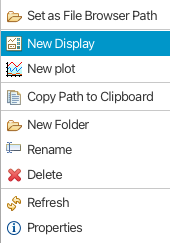 Set as File Browser Path
New Display
New plot
Copy Path to Clipboard
New Folder
Rename
Delete
Refresh
Properties